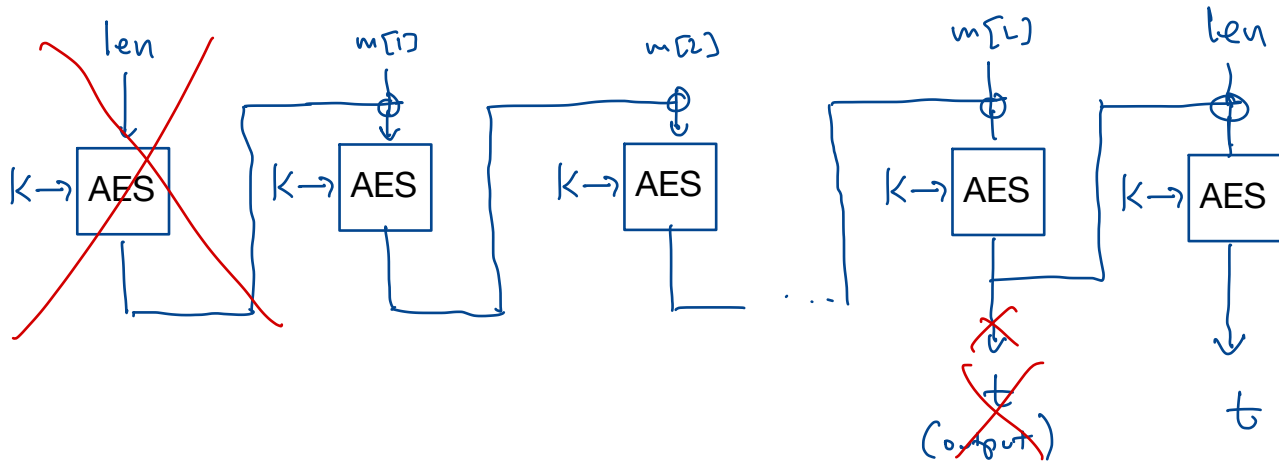 len m[1] m[2] m[L] len
K → AES K → AES K → AES K → AES K → AES
. . . .
t
(output)
t